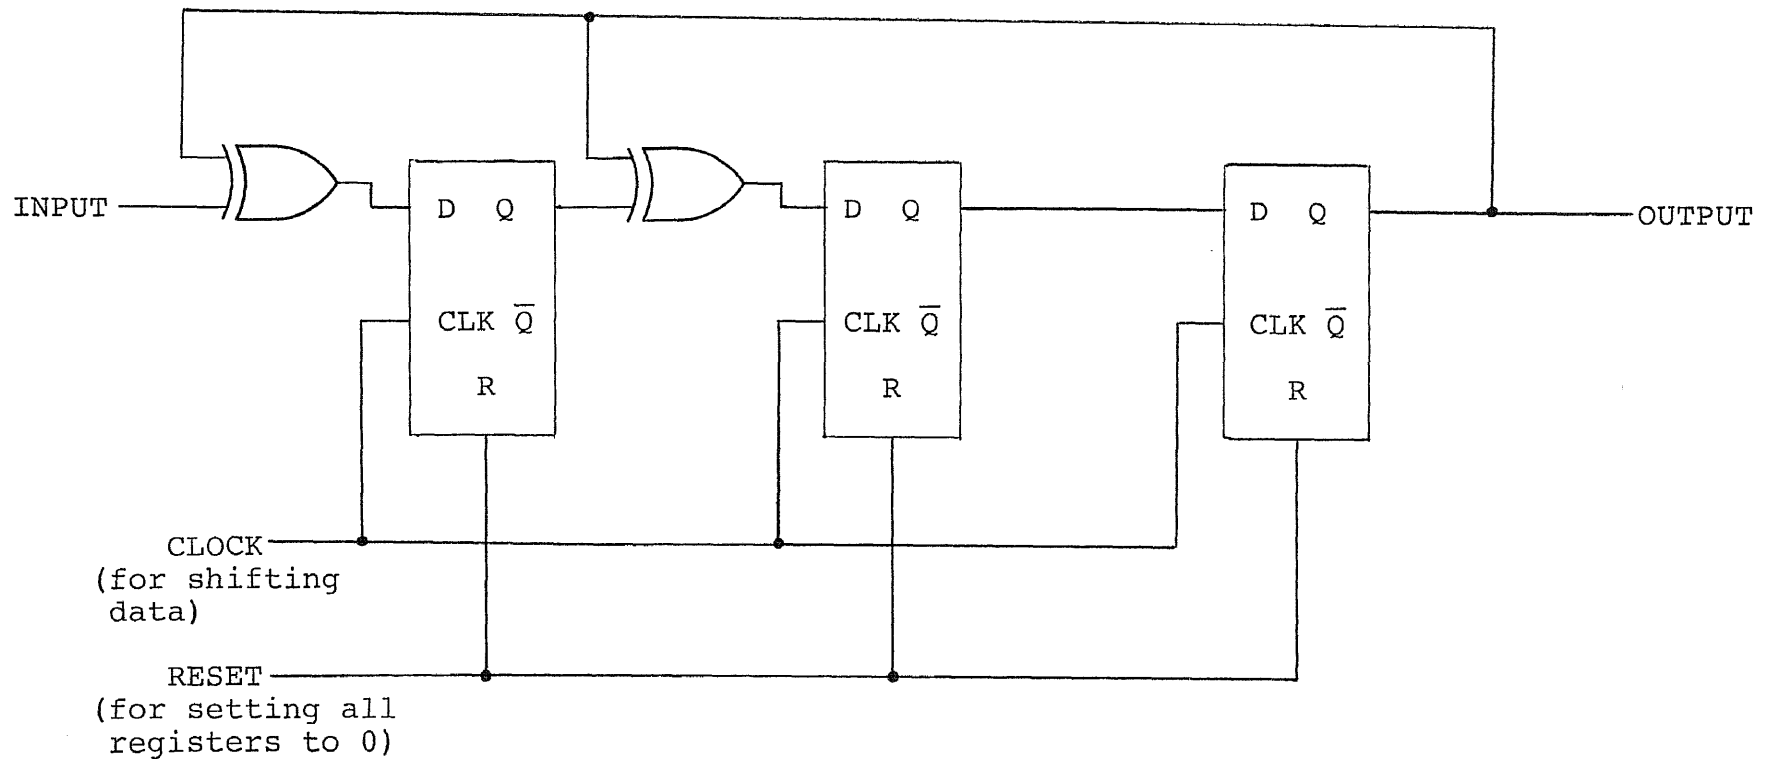 INPUT
D Q
CLK Q̅
R
D Q
CLK Q̅
R
D Q
CLK Q̅
R
OUTPUT
CLOCK
(for shifting
data)
RESET
(for setting all
registers to 0)